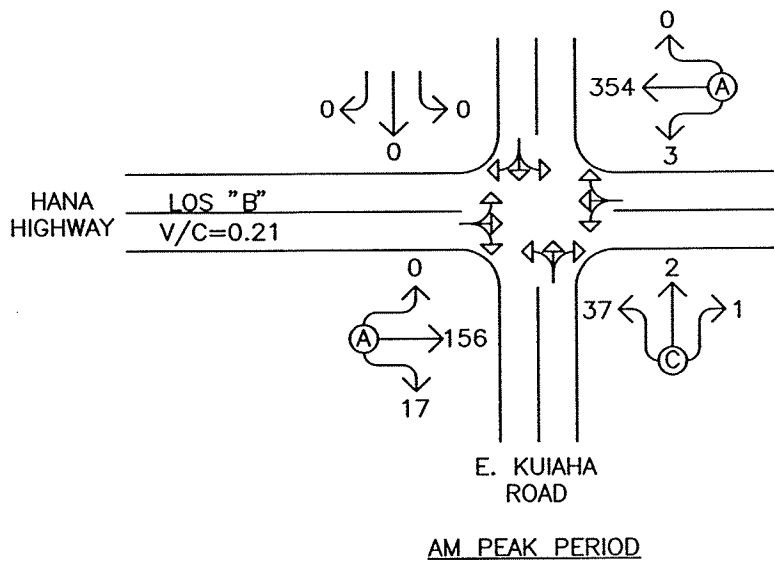 0
354 A
0 0
0 3
HANA
HIGHWAY
LOS "B"
V/C=0.21
0 2
37 1
A 156
C
17
E. KUIAHA
ROAD
AM PEAK PERIOD